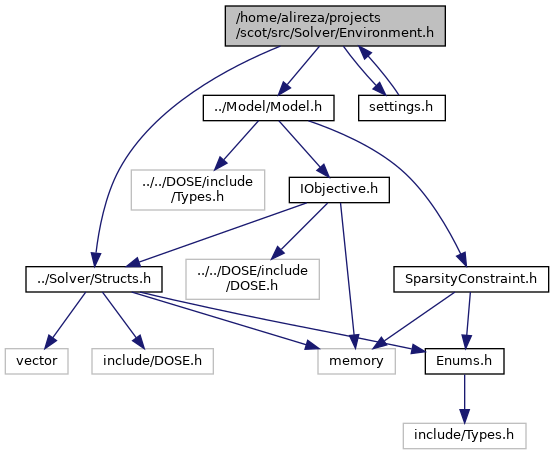 /home/alireza/projects
/scot/src/Solver/Environment.h
../Model/Model.h
settings.h
../../DOSE/include
/Types.h
IObjective.h
../Solver/Structs.h
../../DOSE/include
/DOSE.h
SparsityConstraint.h
vector
include/DOSE.h
memory
Enums.h
include/Types.h